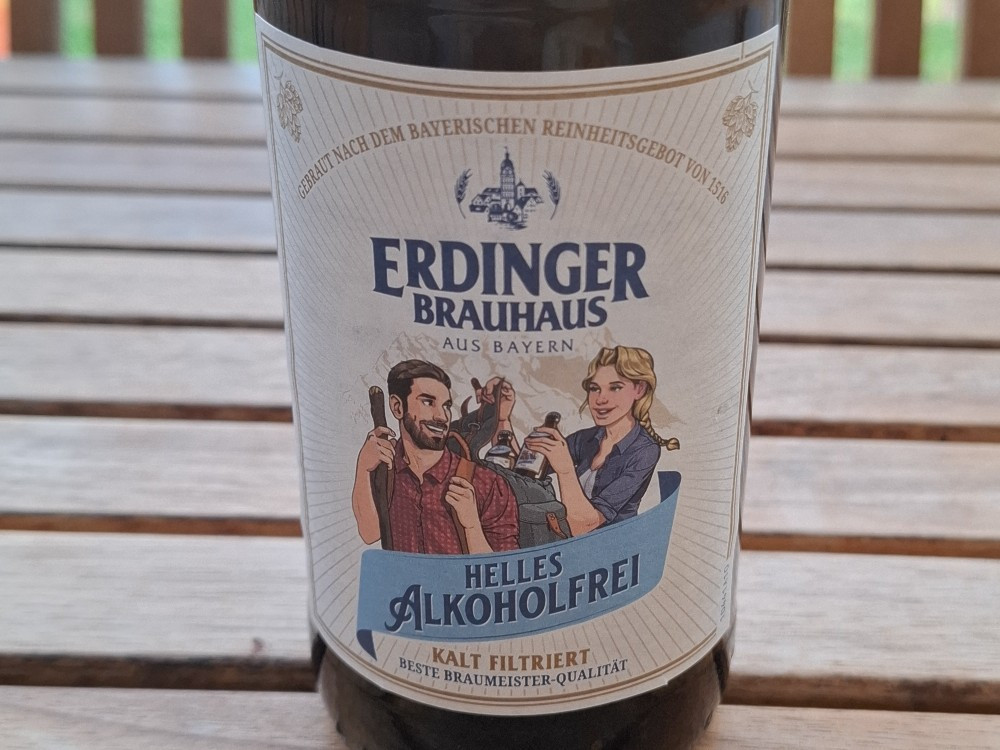 GEBRAUT NACH DEM BAYERISCHEN REINHEITSGEBOT VON 1516
ERDINGER
BRAUHAUS
AUS BAYERN
HELLES
ALKOHOLFREI
KALT FILTRIERT
BESTE BRAUMEISTER-QUALITÄT